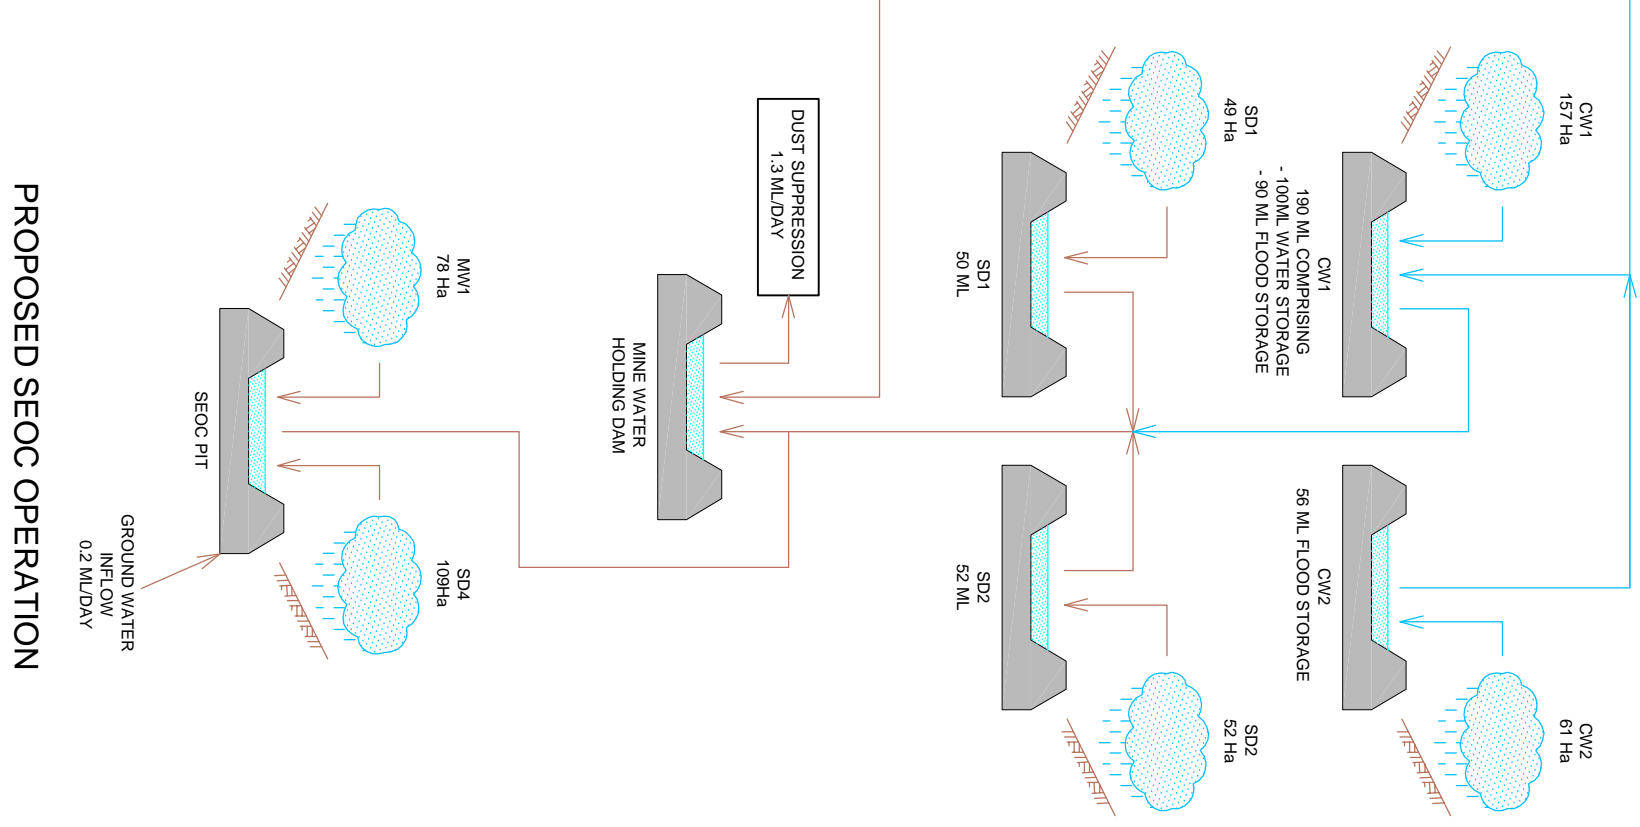 CW1
157 Ha
CW1
190 ML COMPRISING
- 100ML WATER STORAGE
- 90 ML FLOOD STORAGE
CW2
56 ML FLOOD STORAGE
CW2
61 Ha
SD1
49 Ha
SD1
50 ML
SD2
52 ML
SD2
52 Ha
DUST SUPPRESSION
1.3 ML/DAY
MINE WATER
HOLDING DAM
MW1
78 Ha
SEOC PIT
SD4
109Ha
GROUND WATER
INFLOW
0.2 ML/DAY
PROPOSED SEOC OPERATION